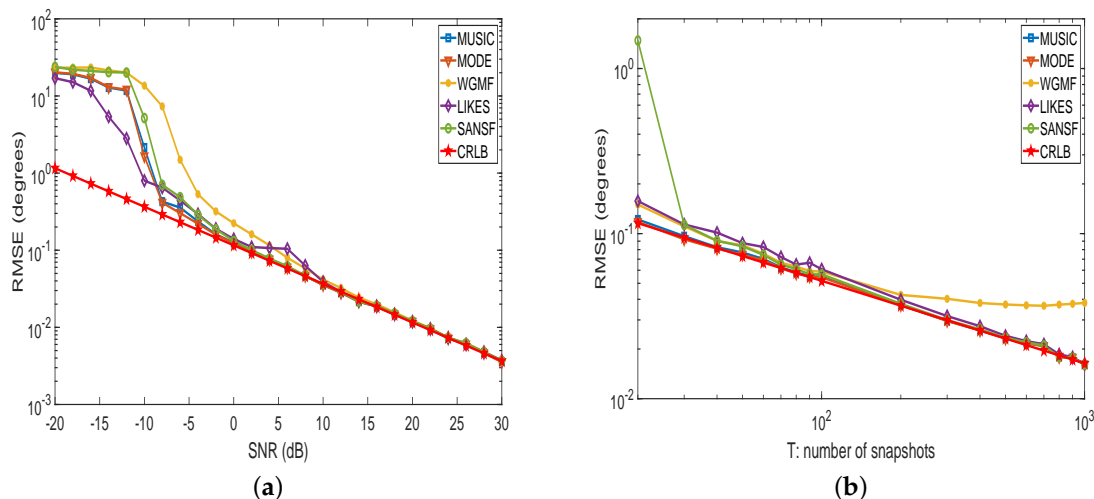 10^2
10^1
10^0
10^-1
10^-2
10^-3
RMSE (degrees)
-20 -15 -10 -5 0 5 10 15 20 25 30
SNR (dB)
MUSIC
MODE
WGMF
LIKES
SANSF
CRLB
(a)
10^0
10^-1
10^-2
RMSE (degrees)
10^2 10^3
T: number of snapshots
MUSIC
MODE
WGMF
LIKES
SANSF
CRLB
(b)